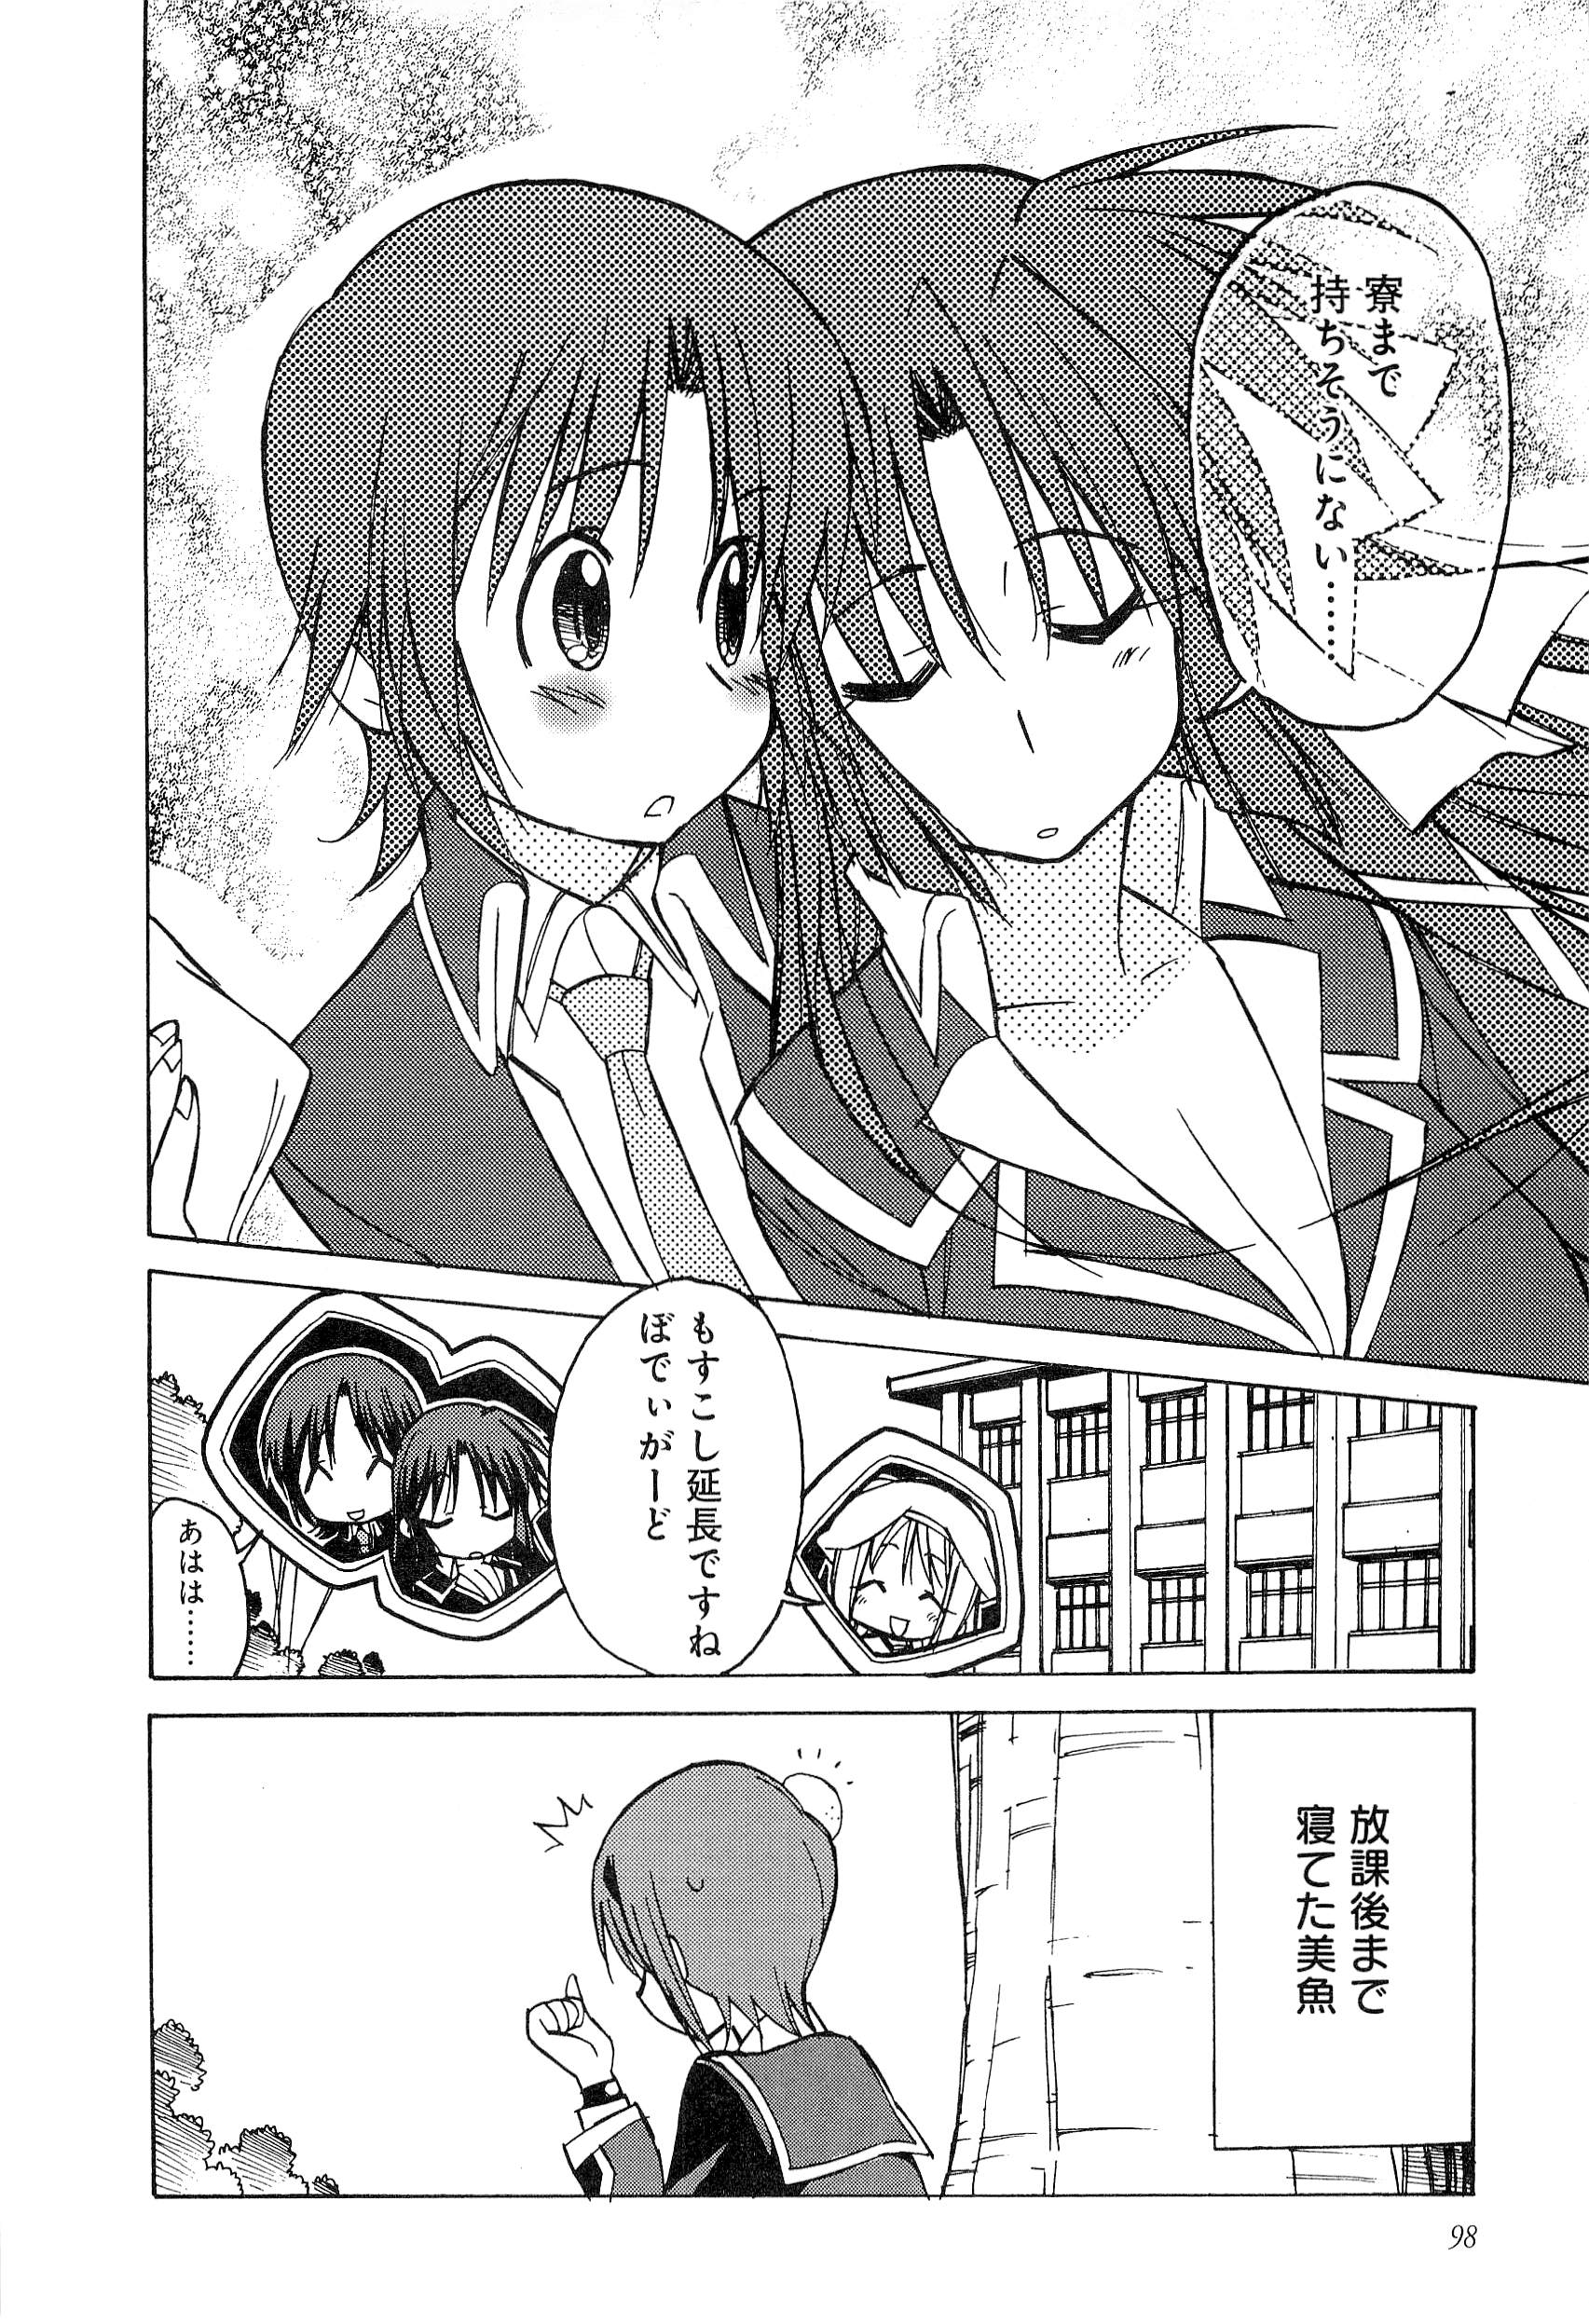 寮まで
持ちそうにない……
もすこし延長ですね
ぼでぃがーど
あはは……
放課後まで
寝てた美魚
98